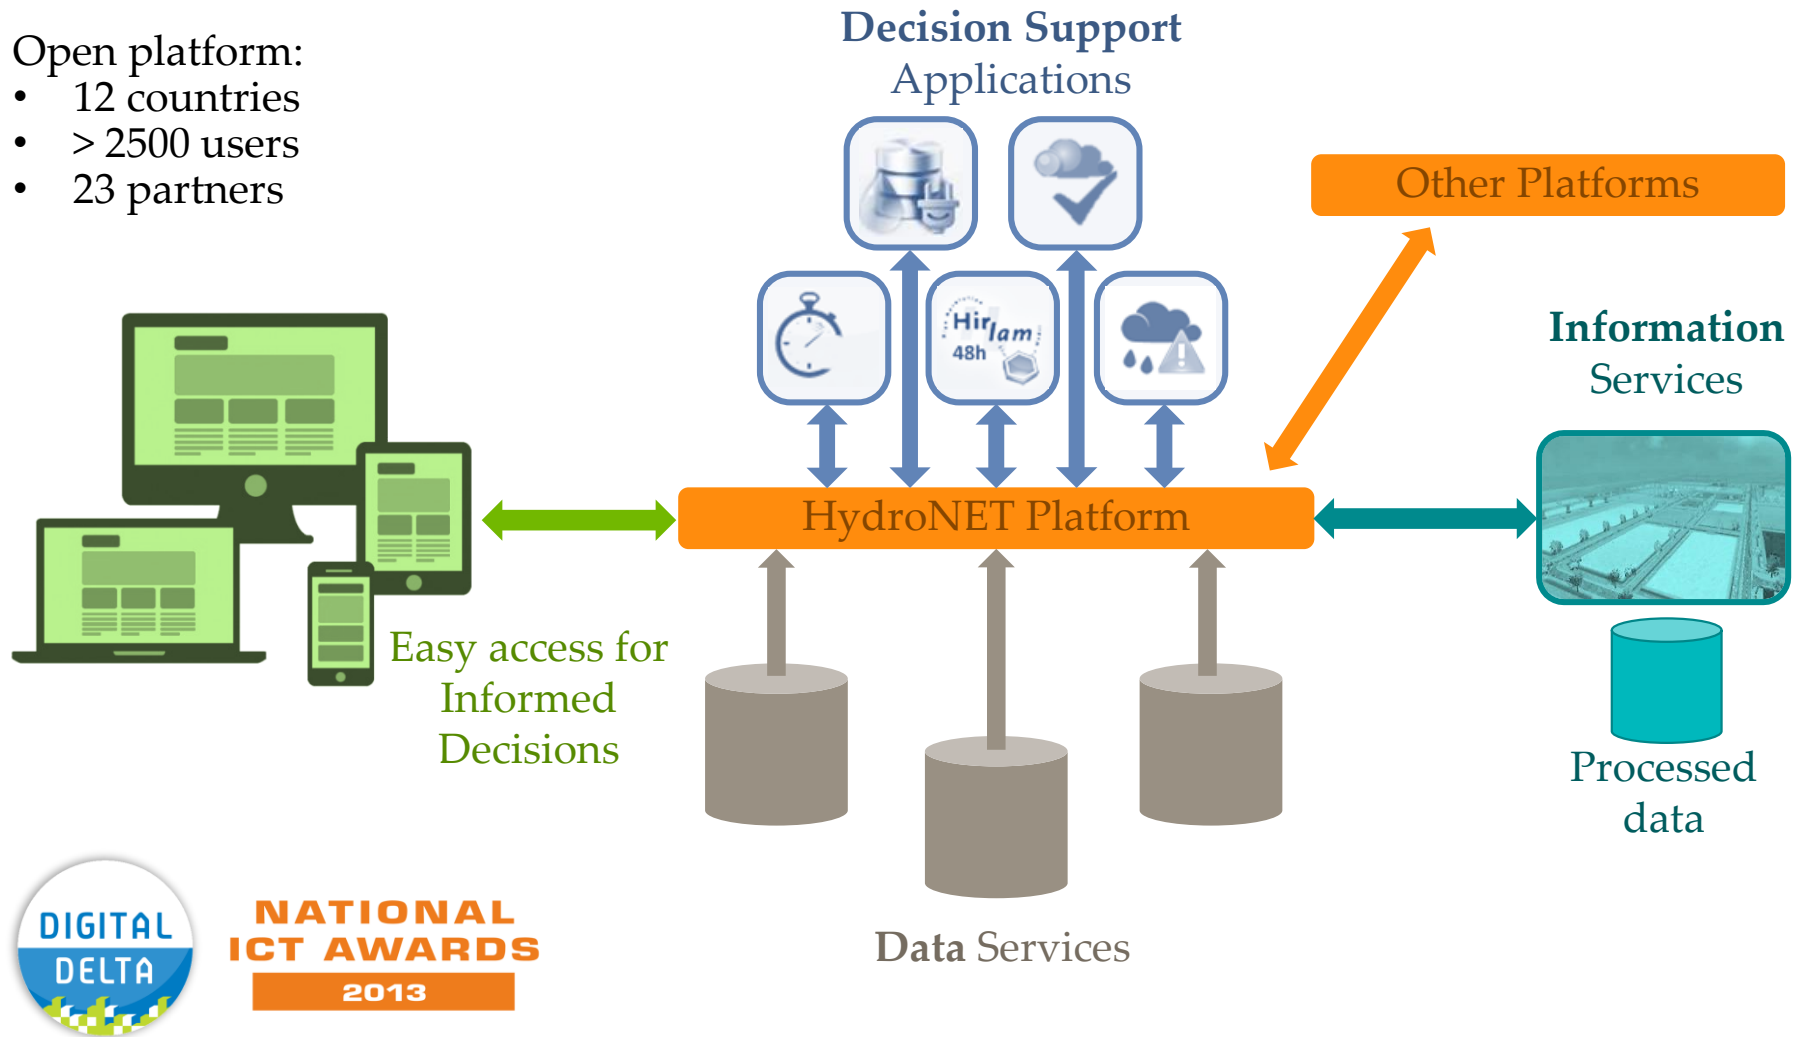 Open platform:
• 12 countries
• > 2500 users
• 23 partners
Decision Support
Applications
Hirlam
48h
Other Platforms
Information
Services
HydroNET Platform
Easy access for
Informed
Decisions
Processed
data
Data Services
DIGITAL
DELTA
NATIONAL
ICT AWARDS
2013